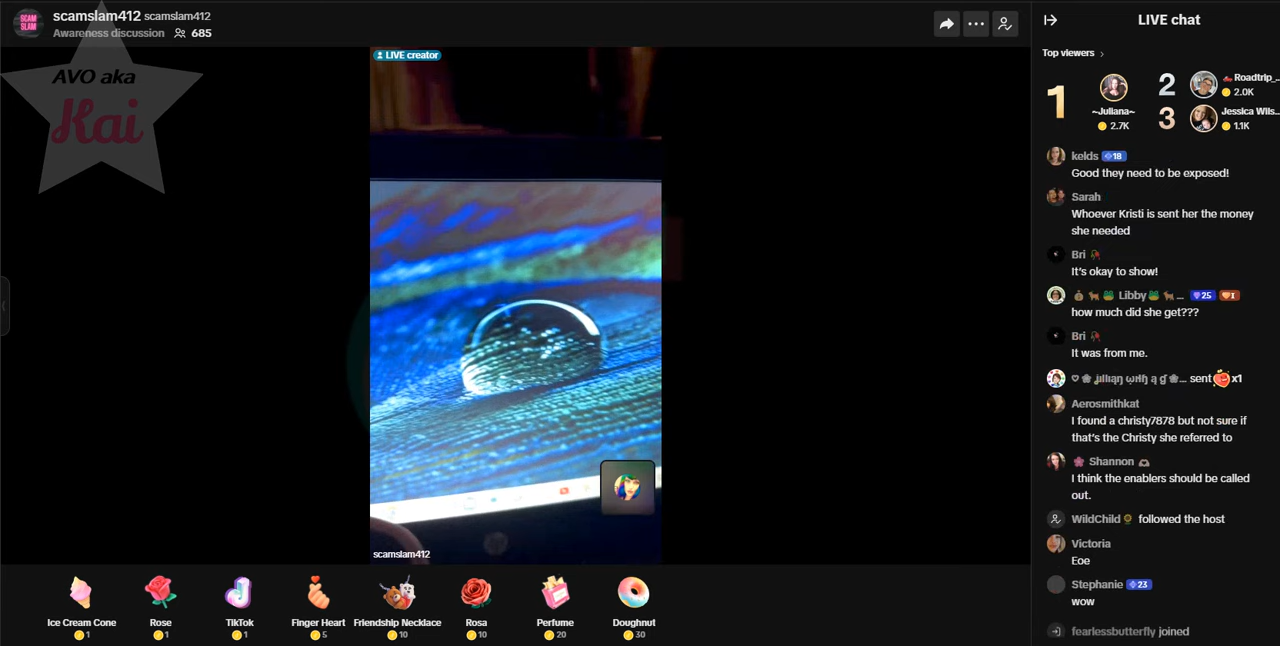 SCAM
SLAM
scamslam412 scamslam412
Awareness discussion 685
AVO aka
Kai
LIVE creator
scamslam412
Ice Cream Cone
1
Rose
1
TikTok
1
Finger Heart
5
Friendship Necklace
10
Rosa
10
Perfume
20
Doughnut
30
LIVE chat
Top viewers
1
~Juliana~
2.7K
2
Roadtrip_...
2.0K
3
Jessica Wils...
1.1K
kelds 18
Good they need to be exposed!
Sarah
Whoever Kristi is sent her the money
she needed
Bri
It's okay to show!
Libby ... 25 I
how much did she get???
Bri
It was from me.
sent x1
Aerosmithkat
I found a christy7878 but not sure if
that's the Christy she referred to
Shannon
I think the enablers should be called
out.
WildChild followed the host
Victoria
Eoe
Stephanie 23
wow
fearlessbutterfly joined